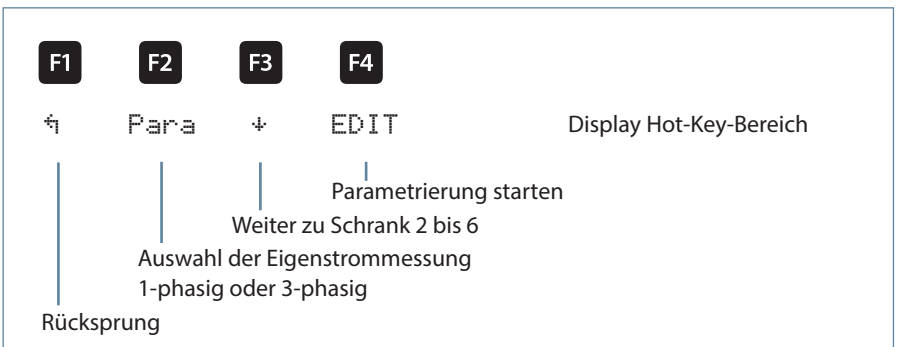 F1 F2 F3 F4
↰ Para ↓ EDIT Display Hot-Key-Bereich
Parametrierung starten
Weiter zu Schrank 2 bis 6
Auswahl der Eigenstrommessung
1-phasig oder 3-phasig
Rücksprung